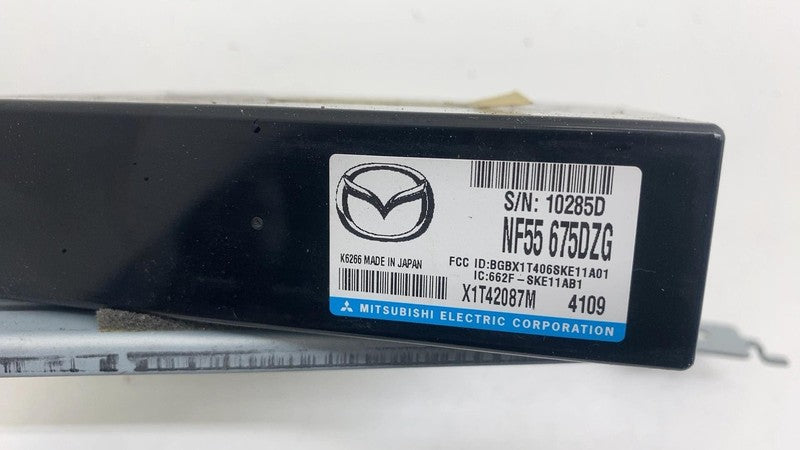 S/N: 10285D
NF55 675DZG
K6266 MADE IN JAPAN
FCC ID:BGBX1T406SKE11A01
IC:662F-SKE11AB1
X1T42087M 4109
MITSUBISHI ELECTRIC CORPORATION